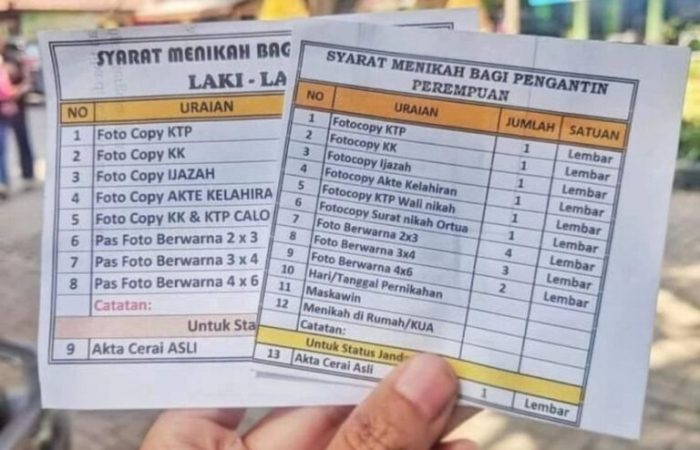 SYARAT MENIKAH BAG
LAKI - LA
NO URAIAN
1 Foto Copy KTP
2 Foto Copy KK
3 Foto Copy IJAZAH
4 Foto Copy AKTE KELAHIRA
5 Foto Copy KK & KTP CALO
6 Pas Foto Berwarna 2 x 3
7 Pas Foto Berwarna 3 x 4
8 Pas Foto Berwarna 4 x 6
Catatan:
Untuk Stat
9 Akta Cerai ASLI
SYARAT MENIKAH BAGI PENGANTIN
PEREMPUAN
NO URAIAN JUMLAH SATUAN
1 Fotocopy KTP 1 Lembar
2 Fotocopy KK 1 Lembar
3 Fotocopy Ijazah 1 Lembar
4 Fotocopy Akte Kelahiran 1 Lembar
5 Fotocopy KTP Wali nikah 1 Lembar
6 Fotocopy Surat nikah Ortua 1 Lembar
7 Foto Berwarna 2x3 4 Lembar
8 Foto Berwarna 3x4 3 Lembar
9 Foto Berwarna 4x6 2 Lembar
10 Hari/Tanggal Pernikahan
11 Maskawin
12 Menikah di Rumah/KUA
Catatan:
Untuk Status Jand
13 Akta Cerai Asli 1 Lembar